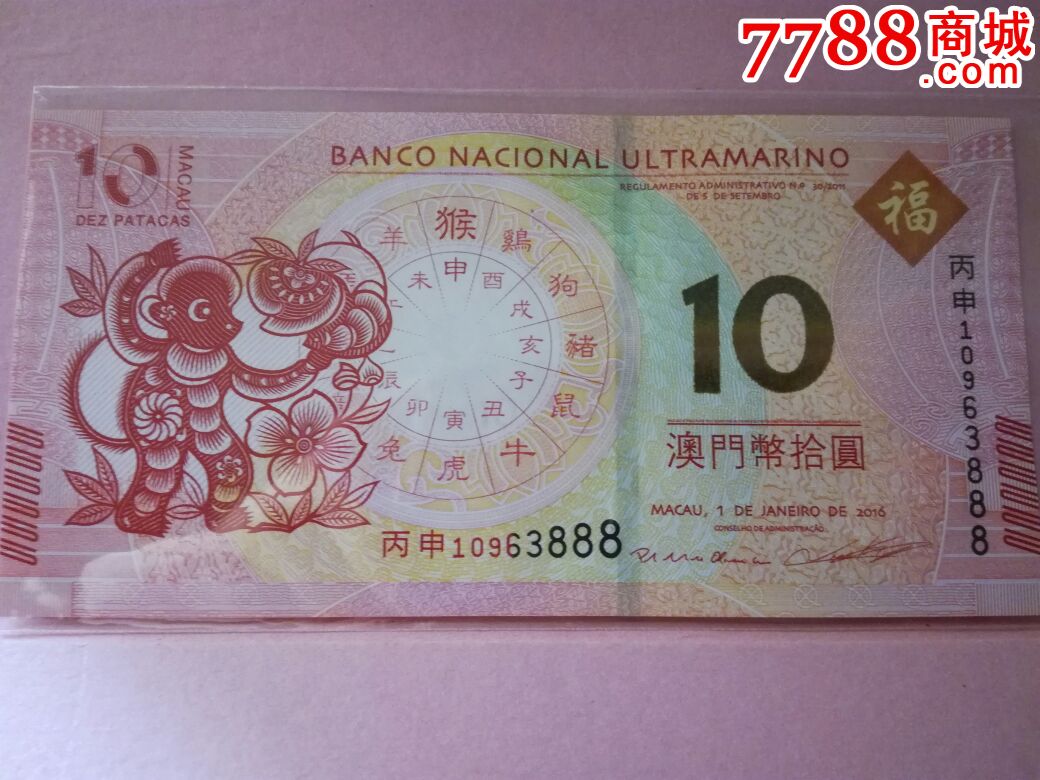 7788商城
.com
10
MACAU
DEZ PATACAS
BANCO NACIONAL ULTRAMARINO
REGULAMENTO ADMINISTRATIVO N.º 30/2011
DE 5 DE SETEMBRO
福
羊 猴 鷄 狗 豬 鼠 牛 虎 兔
未 申 酉 戌 亥 子 丑 寅 卯 辰
10
澳門幣拾圓
MACAU, 1 DE JANEIRO DE 2016
CONSELHO DE ADMINISTRAÇÃO
丙申10963888
丙申10963888